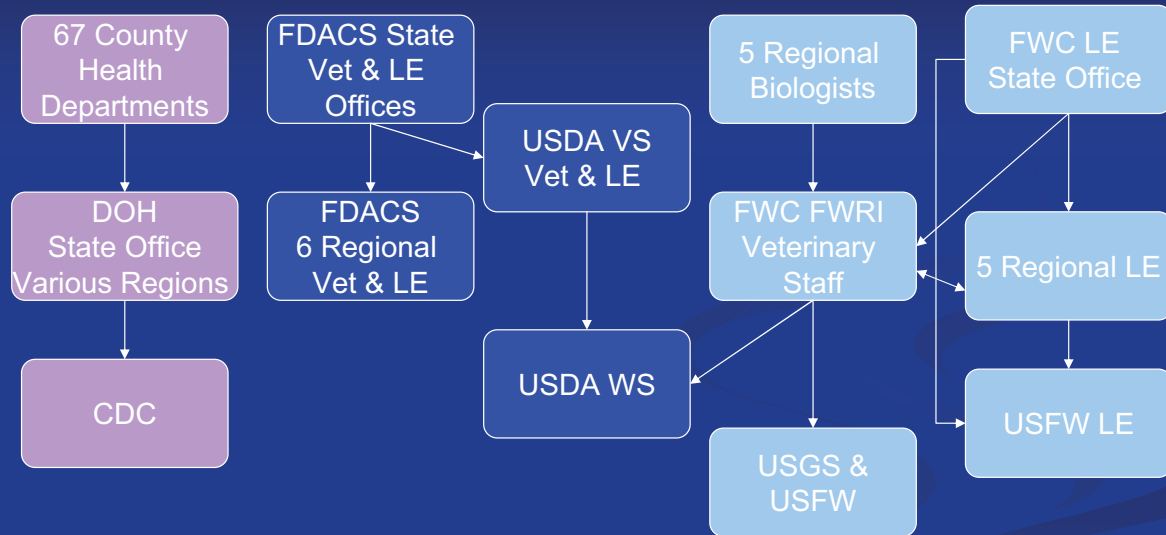 67 County
Health
Departments
FDACS State
Vet & LE
Offices
5 Regional
Biologists
FWC LE
State Office
USDA VS
Vet & LE
DOH
State Office
Various Regions
FDACS
6 Regional
Vet & LE
FWC FWRI
Veterinary
Staff
5 Regional LE
CDC
USDA WS
USFW LE
USGS &
USFW